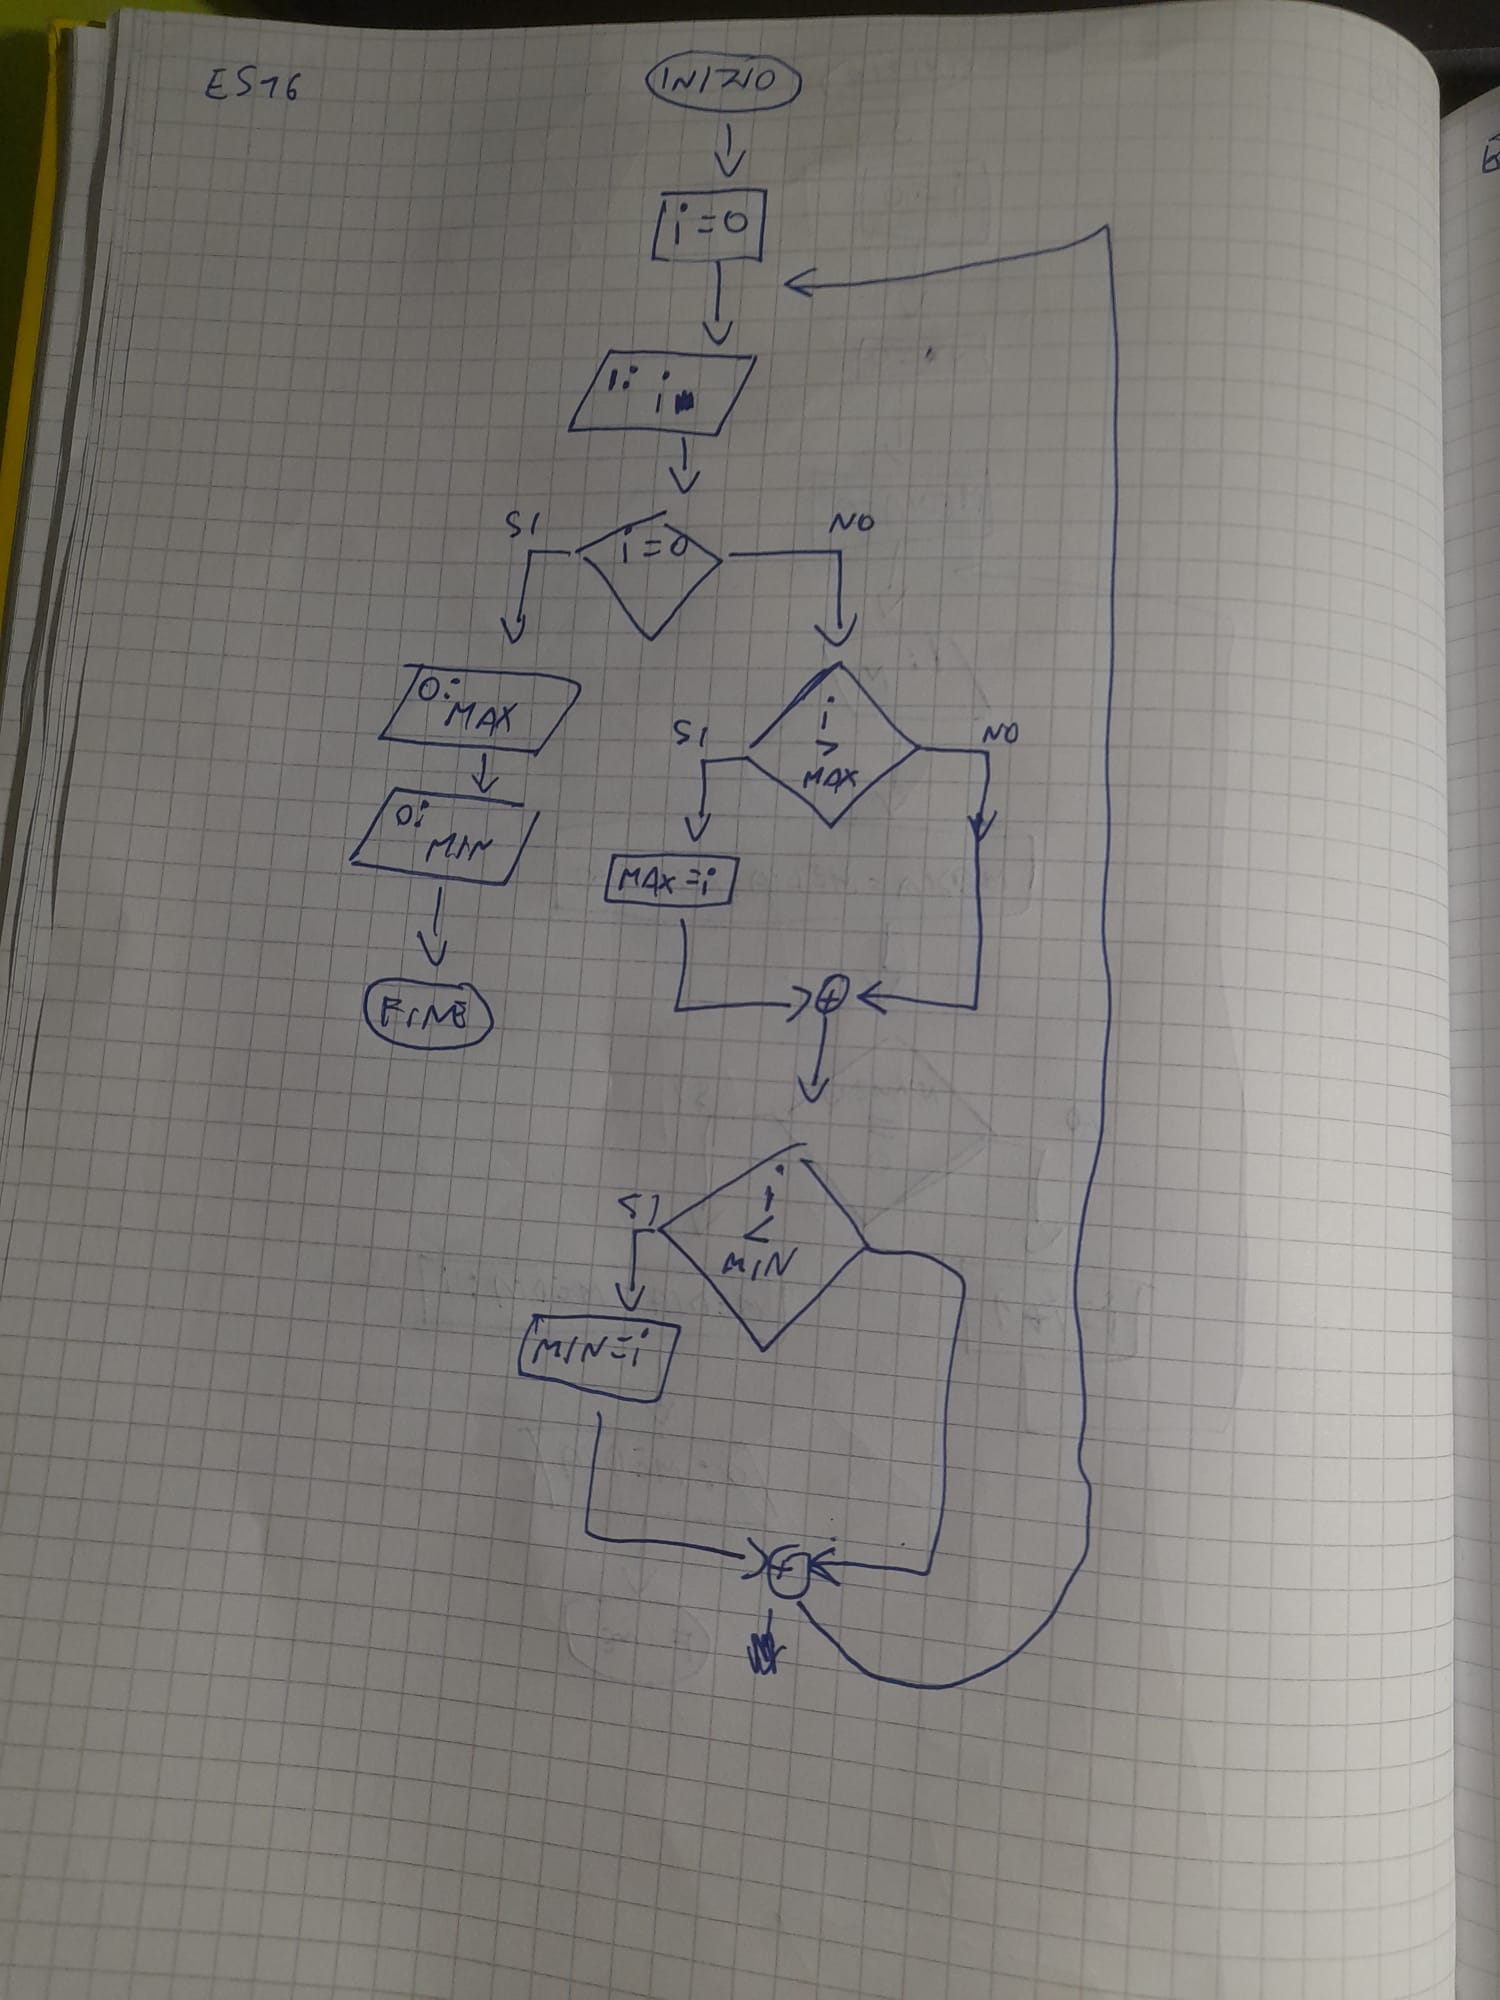 ES16
INIZIO
i=0
I: i
i=0
SI
NO
O: MAX
O: MIN
FINE
i
>
MAX
SI
NO
MAX=i
+
i
<
MIN
SI
MIN=i
+